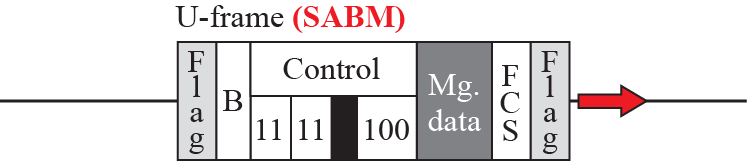 U-frame (SABM)
Flag
B
Control
11 11 100
Mg.
data
FCS
Flag